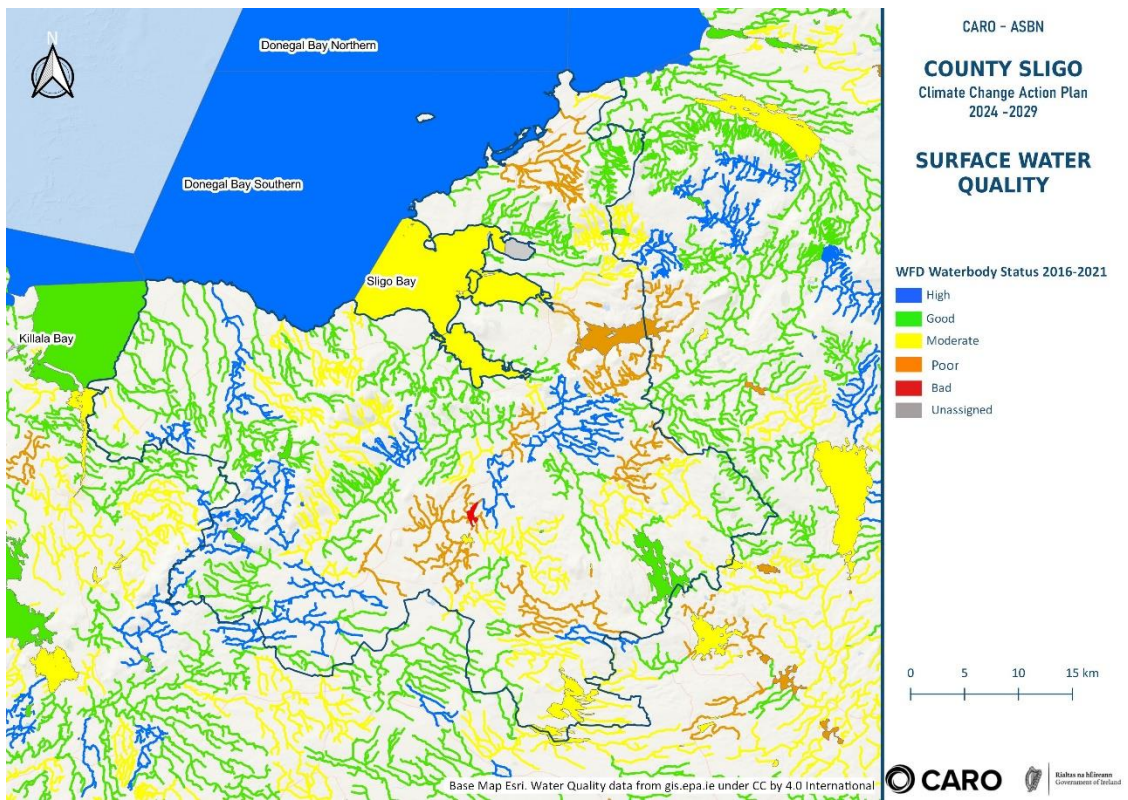 N
Donegal Bay Northern
Donegal Bay Southern
Sligo Bay
Killala Bay
Base Map Esri. Water Quality data from gis.epa.ie under CC by 4.0 International
CARO - ASBN
COUNTY SLIGO
Climate Change Action Plan
2024 -2029
SURFACE WATER
QUALITY
WFD Waterbody Status 2016-2021
High
Good
Moderate
Poor
Bad
Unassigned
0 5 10 15 km
CARO
Rialtas na hÉireann
Government of Ireland